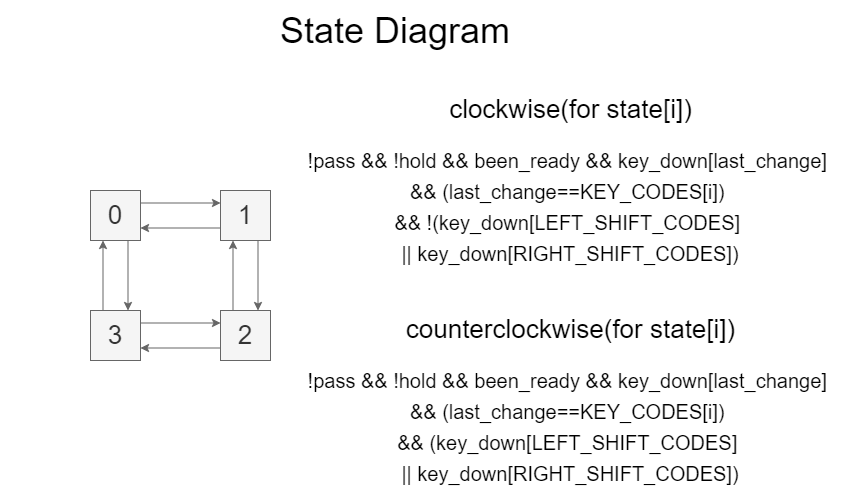 State Diagram
clockwise(for state[i])
!pass && !hold && been_ready && key_down[last_change]
&& (last_change==KEY_CODES[i])
&& !(key_down[LEFT_SHIFT_CODES]
|| key_down[RIGHT_SHIFT_CODES])
0
1
3
2
counterclockwise(for state[i])
!pass && !hold && been_ready && key_down[last_change]
&& (last_change==KEY_CODES[i])
&& (key_down[LEFT_SHIFT_CODES]
|| key_down[RIGHT_SHIFT_CODES])